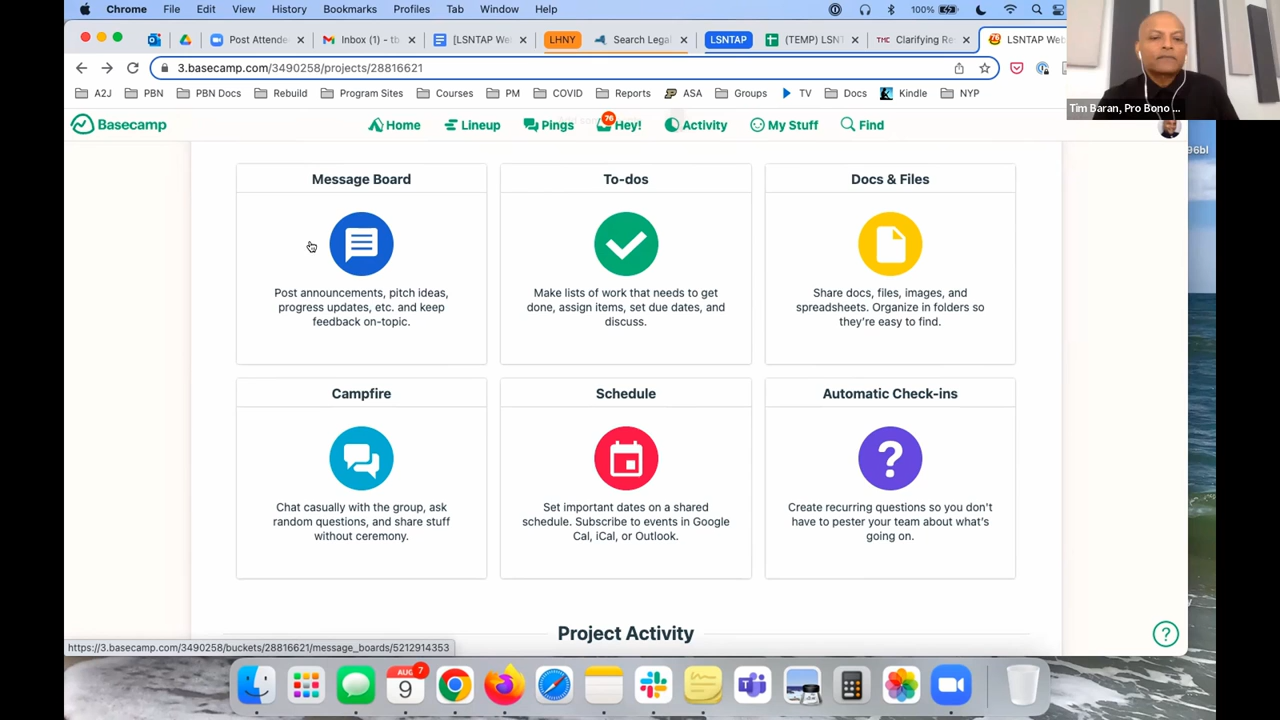 Chrome File Edit View History Bookmarks Profiles Tab Window Help 100%
Post Attende Inbox (1) - tb LSNTAP We LHNY Search Legal LSNTAP (TEMP) LSNT TMC Clarifying Re LSNTAP Web
3.basecamp.com/3490258/projects/28816621
A2J PBN PBN Docs Rebuild Program Sites Courses PM COVID Reports ASA Groups TV Docs Kindle NYP
Tim Baran, Pro Bono ...
Basecamp Home Lineup Pings 76 Hey! Activity My Stuff Find
96bl
Message Board
Post announcements, pitch ideas,
progress updates, etc. and keep
feedback on-topic.
To-dos
Make lists of work that needs to get
done, assign items, set due dates, and
discuss.
Docs & Files
Share docs, files, images, and
spreadsheets. Organize in folders so
they're easy to find.
Campfire
Chat casually with the group, ask
random questions, and share stuff
without ceremony.
Schedule
Set important dates on a shared
schedule. Subscribe to events in Google
Cal, iCal, or Outlook.
Automatic Check-ins
?
Create recurring questions so you don't
have to pester your team about what's
going on.
Project Activity
?
https://3.basecamp.com/3490258/buckets/28816621/message_boards/5212914353
AUG 7
9